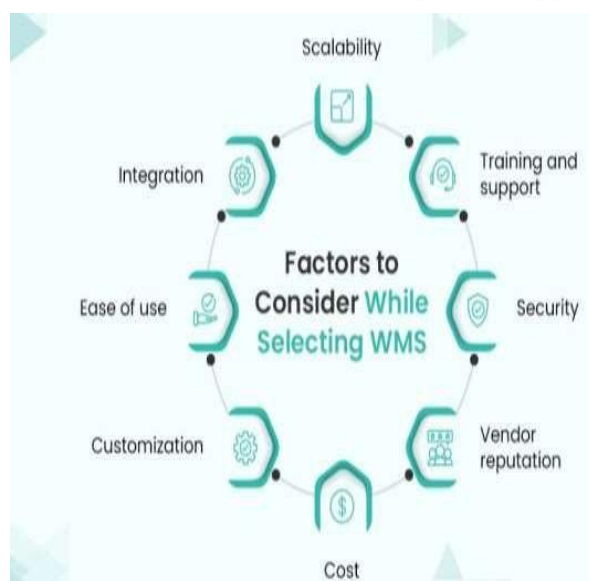 Scalability
Training and
support
Security
Vendor
reputation
Cost
Customization
Ease of use
Integration
Factors to
Consider While
Selecting WMS